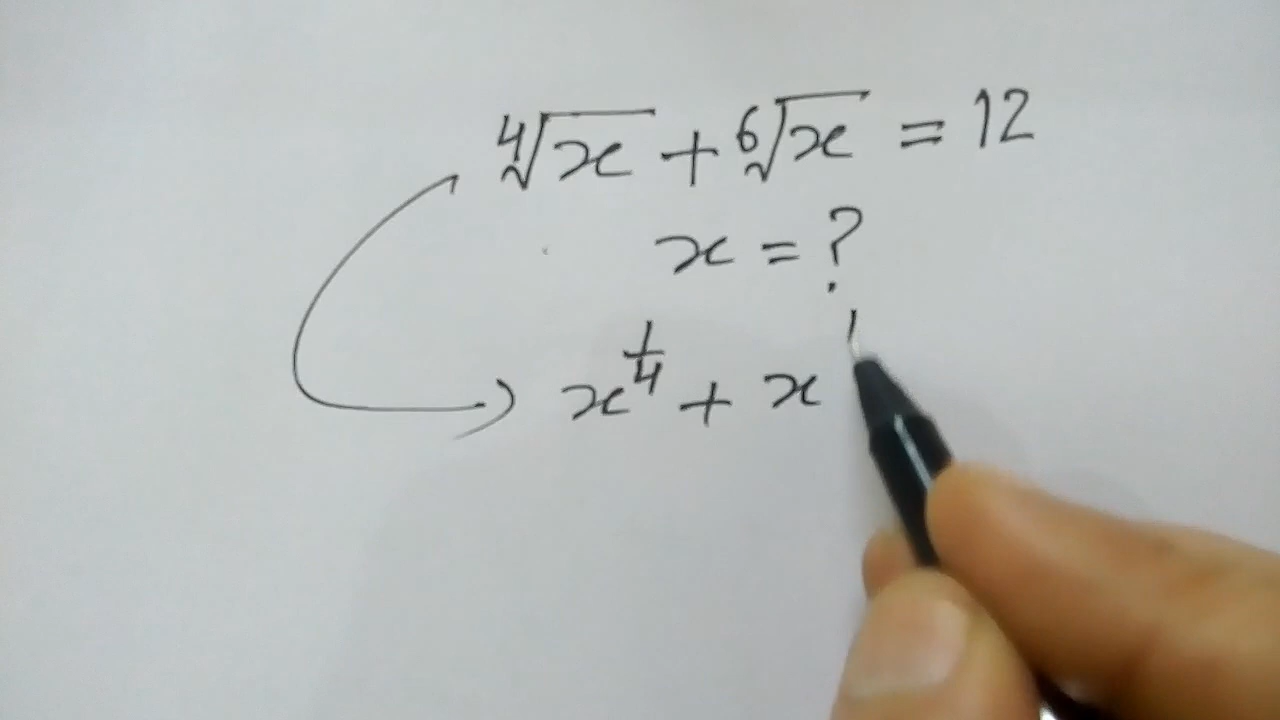 ⁴√x + ⁶√x = 12
x = ?
x^(1/4) + x